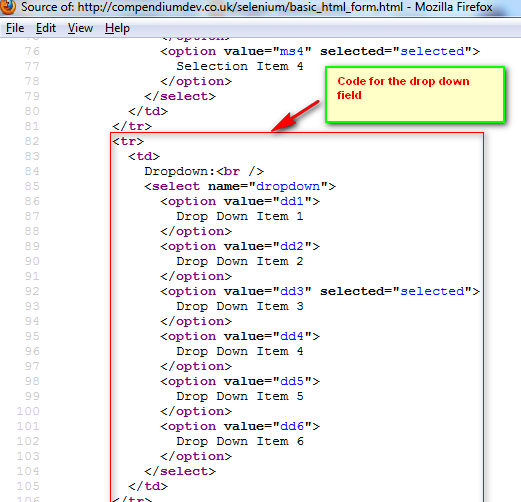 Source of: http://compendiumdev.co.uk/selenium/basic_html_form.html - Mozilla Firefox
File Edit View Help
75 </option>
76 <option value="ms4" selected="selected">
77 Selection Item 4
78 </option>
79 </select>
80 </td>
81 </tr>
Code for the drop down
field
82 <tr>
83 <td>
84 Dropdown:<br />
85 <select name="dropdown">
86 <option value="dd1">
87 Drop Down Item 1
88 </option>
89 <option value="dd2">
90 Drop Down Item 2
91 </option>
92 <option value="dd3" selected="selected">
93 Drop Down Item 3
94 </option>
95 <option value="dd4">
96 Drop Down Item 4
97 </option>
98 <option value="dd5">
99 Drop Down Item 5
100 </option>
101 <option value="dd6">
102 Drop Down Item 6
103 </option>
104 </select>
105 </td>
106 </tr>